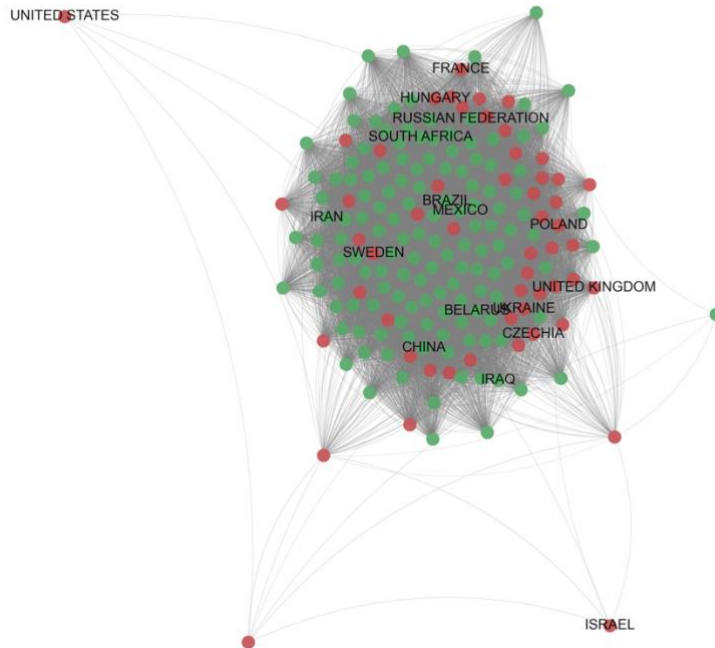 UNITED STATES
FRANCE
HUNGARY
RUSSIAN FEDERATION
SOUTH AFRICA
BRAZIL
MEXICO
IRAN
POLAND
SWEDEN
UNITED KINGDOM
BELARUS
UKRAINE
CZECHIA
CHINA
IRAQ
ISRAEL